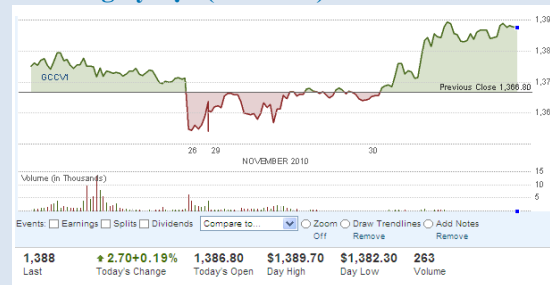 1,39
1,38
GCCV1
1,37
Previous Close 1,366.80
1,36
26 29 30
NOVEMBER 2010
Volume (in Thousands)
15
10
5
Events: Earnings Splits Dividends Compare to... Zoom Draw Trendlines Add Notes
Off Remove Remove
1,388 2.70+0.19% 1,386.80 $1,389.70 $1,382.30 263
Last Today's Change Today's Open Day High Day Low Volume